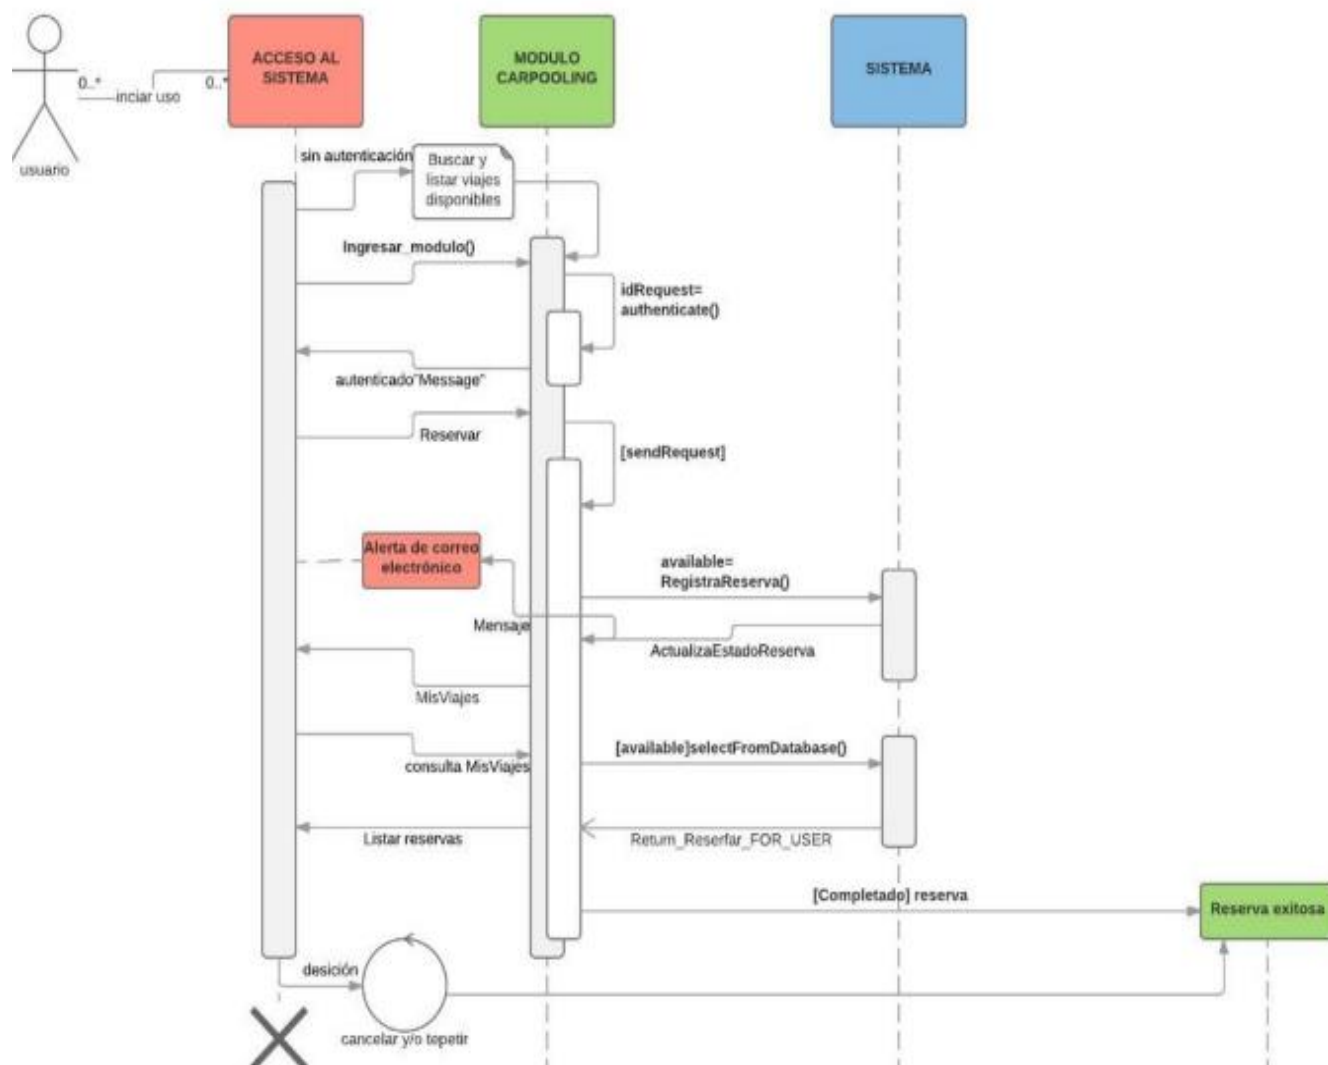 ACCESO AL
SISTEMA
MODULO
CARPOOLING
SISTEMA
0..*
inciar uso
0..*
usuario
sin autenticación
Buscar y
listar viajes
disponibles
Ingresar_modulo()
idRequest=
authenticate()
autenticado"Message"
Reservar
[sendRequest]
Alerta de correo
electrónico
available=
RegistraReserva()
Mensaje
ActualizaEstadoReserva
MisViajes
[available]selectFromDatabase()
consulta MisViajes
Listar reservas
Return_Reserfar_FOR_USER
[Completado] reserva
Reserva exitosa
desición
cancelar y/o tepetir